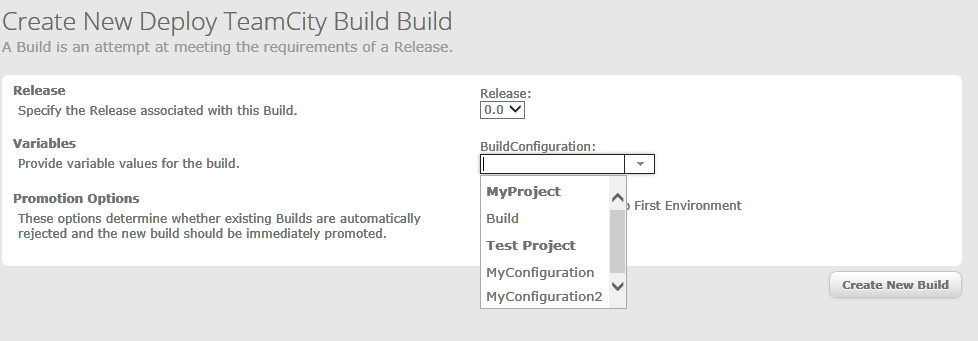 Create New Deploy TeamCity Build Build
A Build is an attempt at meeting the requirements of a Release.
Release
Specify the Release associated with this Build.
Release:
0.0
Variables
Provide variable values for the build.
BuildConfiguration:
MyProject
Build
Test Project
MyConfiguration
MyConfiguration2
Promotion Options
These options determine whether existing Builds are automatically
rejected and the new build should be immediately promoted.
First Environment
Create New Build